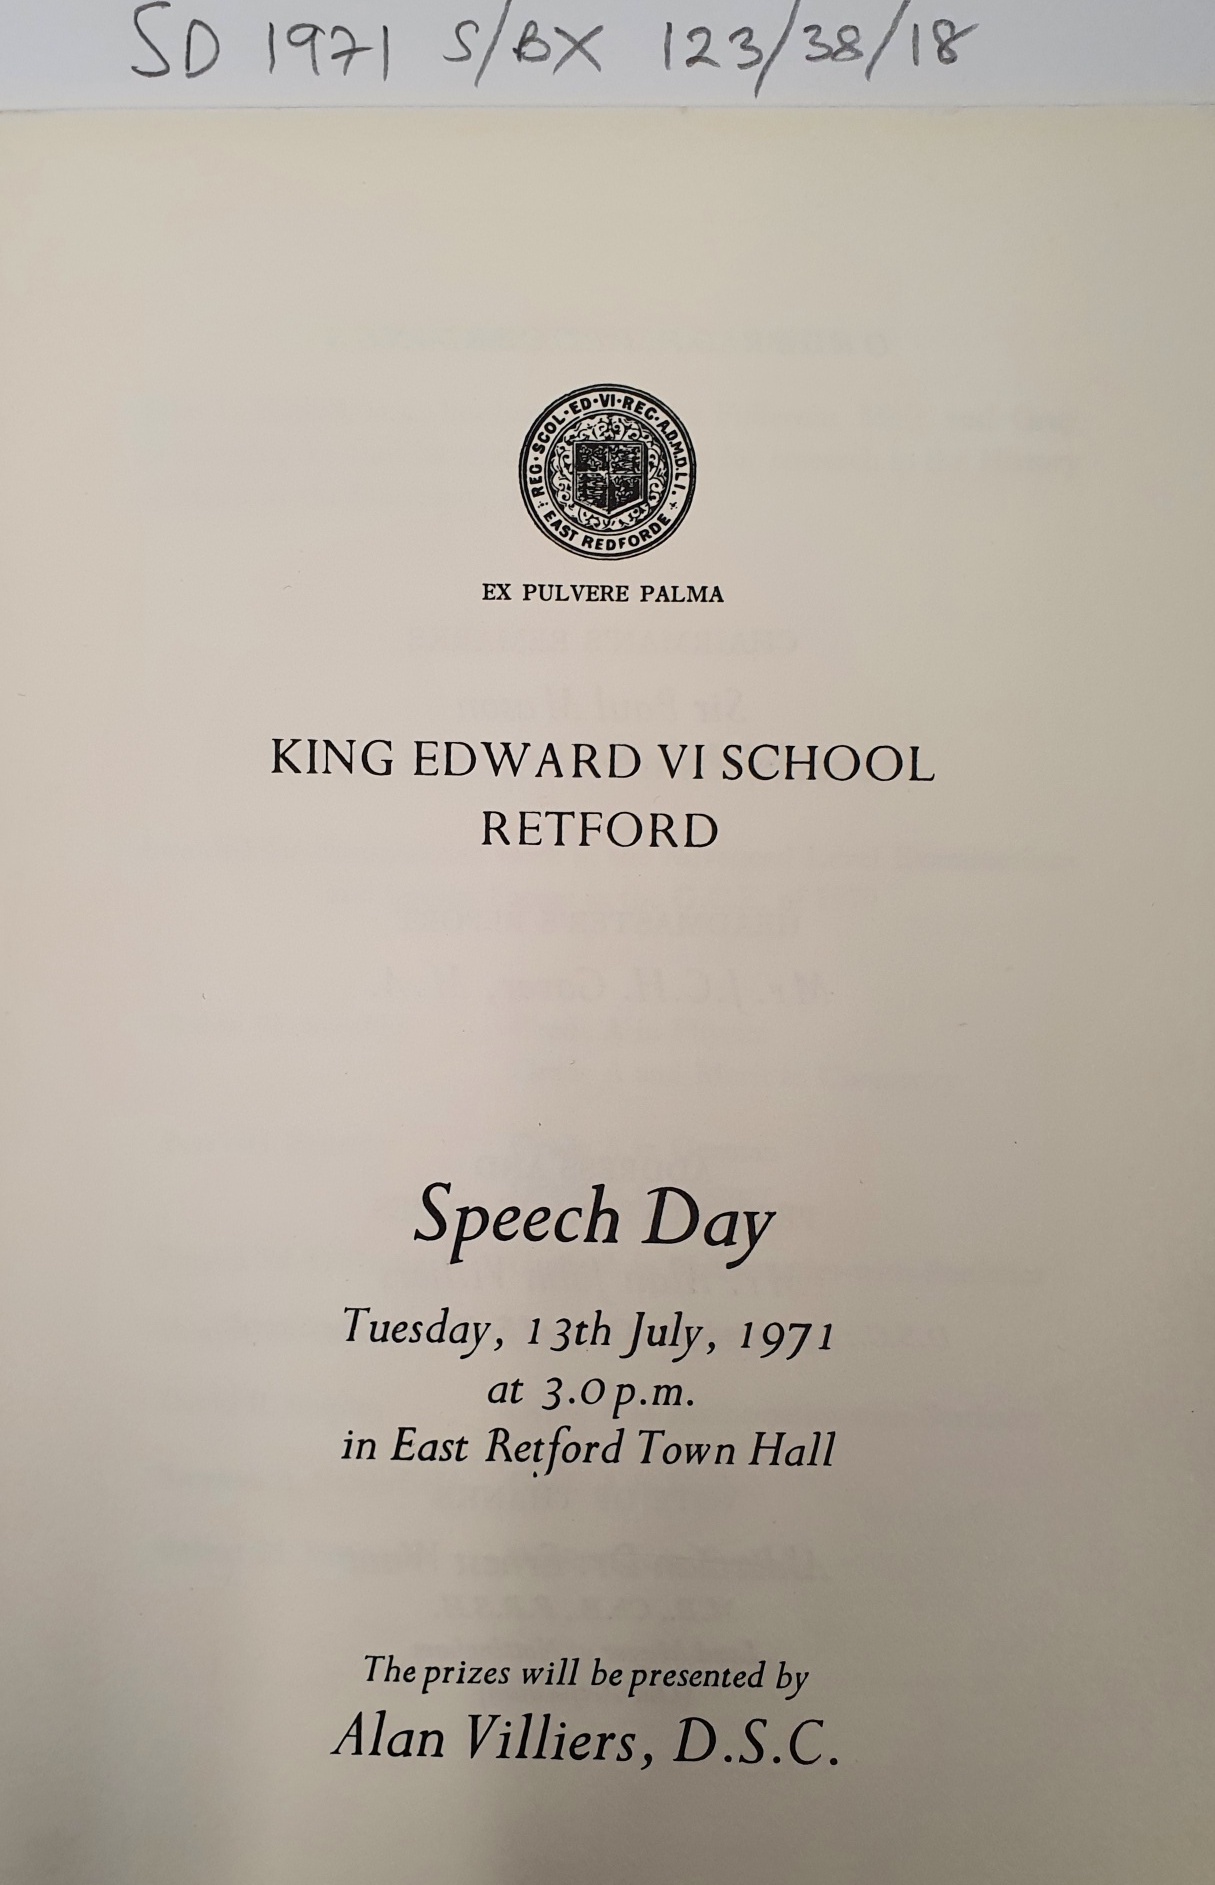 SD 1971 S/BX 123/38/18
REG·SCOL·ED·VI·REC·A.D.M.D.L.I.
EAST REDFORDE
EX PULVERE PALMA
KING EDWARD VI SCHOOL
RETFORD
Speech Day
Tuesday, 13th July, 1971
at 3.0 p.m.
in East Retford Town Hall
The prizes will be presented by
Alan Villiers, D.S.C.